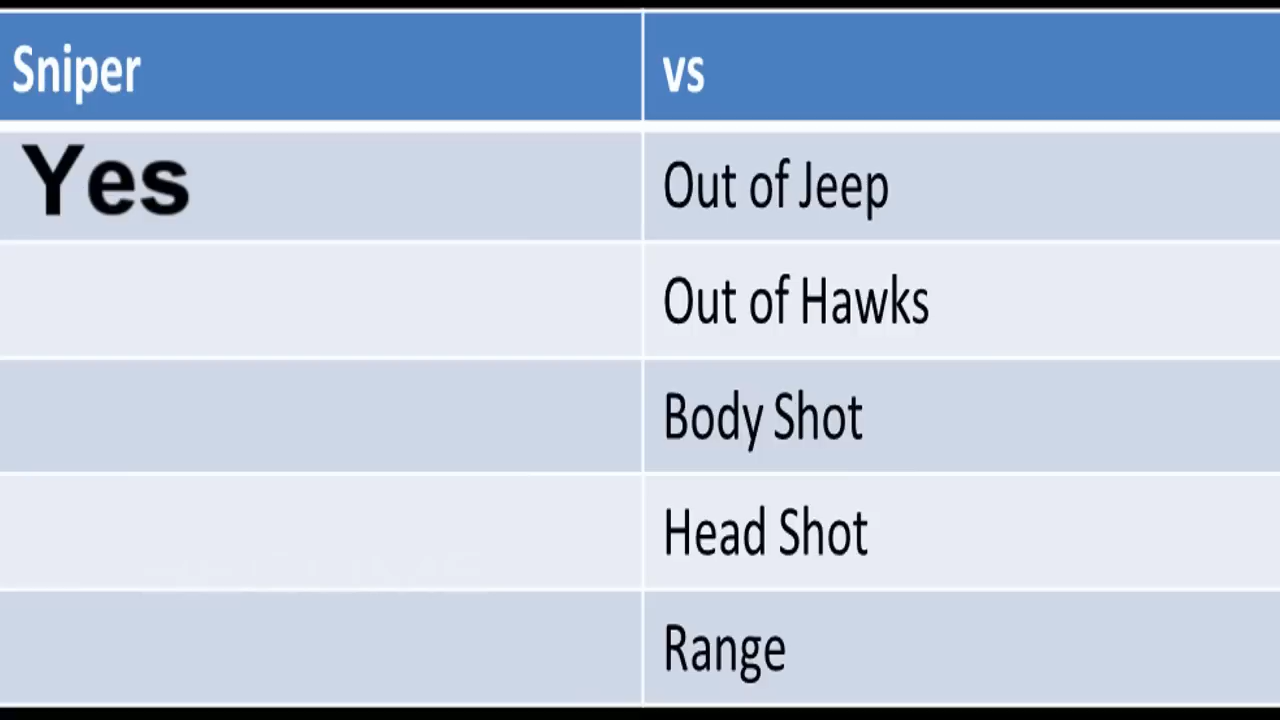 Sniper
vs
Yes
Out of Jeep
Out of Hawks
Body Shot
Head Shot
Range